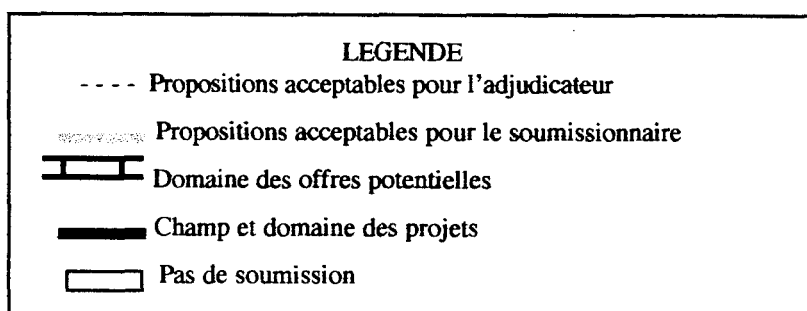 LEGENDE
Propositions acceptables pour l'adjudicateur
Propositions acceptables pour le soumissionnaire
Domaine des offres potentielles
Champ et domaine des projets
Pas de soumission